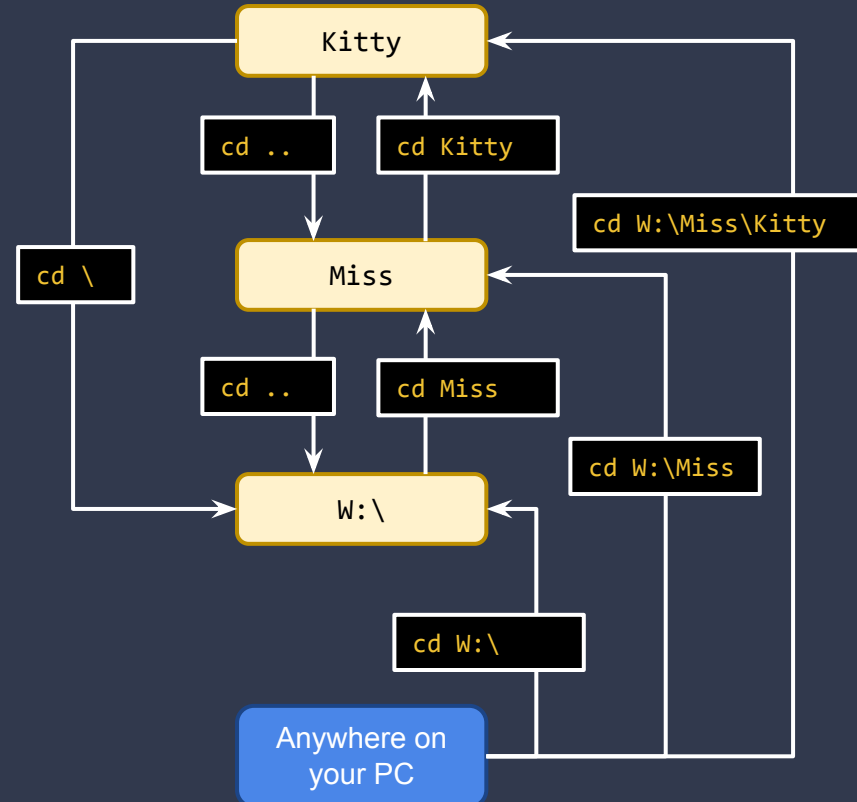 Kitty
cd ..
cd Kitty
cd W:\Miss\Kitty
cd \
Miss
cd ..
cd Miss
cd W:\Miss
W:\
cd W:\
Anywhere on
your PC